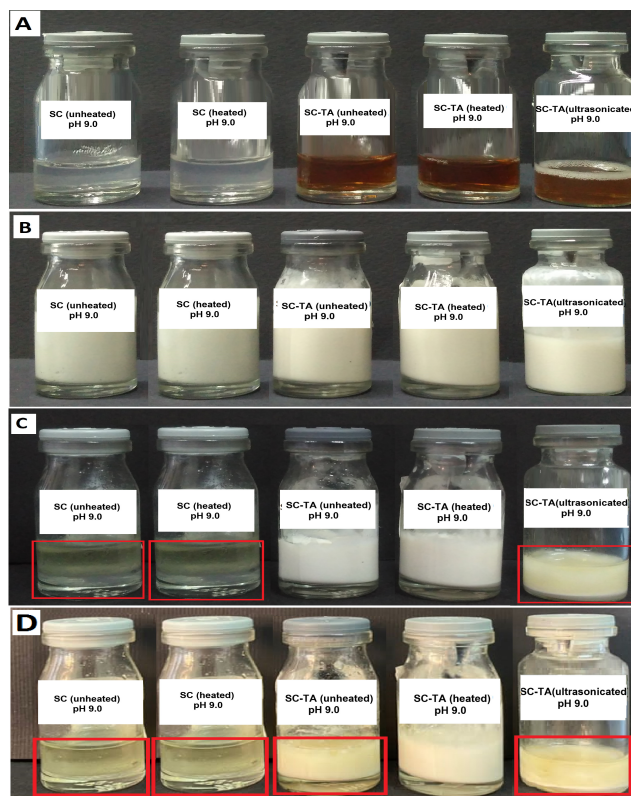 A
SC (unheated)
pH 9.0
SC (heated)
pH 9.0
SC-TA (unheated)
pH 9.0
SC-TA (heated)
pH 9.0
SC-TA(ultrasonicated
pH 9.0
B
SC (unheated)
pH 9.0
SC (heated)
pH 9.0
SC-TA (unheated)
pH 9.0
SC-TA (heated)
pH 9.0
SC-TA(ultrasonicated)
pH 9.0
C
SC (unheated)
pH 9.0
SC (heated)
pH 9.0
SC-TA (unheated)
pH 9.0
SC-TA (heated)
pH 9.0
SC-TA(ultrasonicated)
pH 9.0
D
SC (unheated)
pH 9.0
SC (heated)
pH 9.0
SC-TA (unheated)
pH 9.0
SC-TA (heated)
pH 9.0
SC-TA(ultrasonicated
pH 9.0